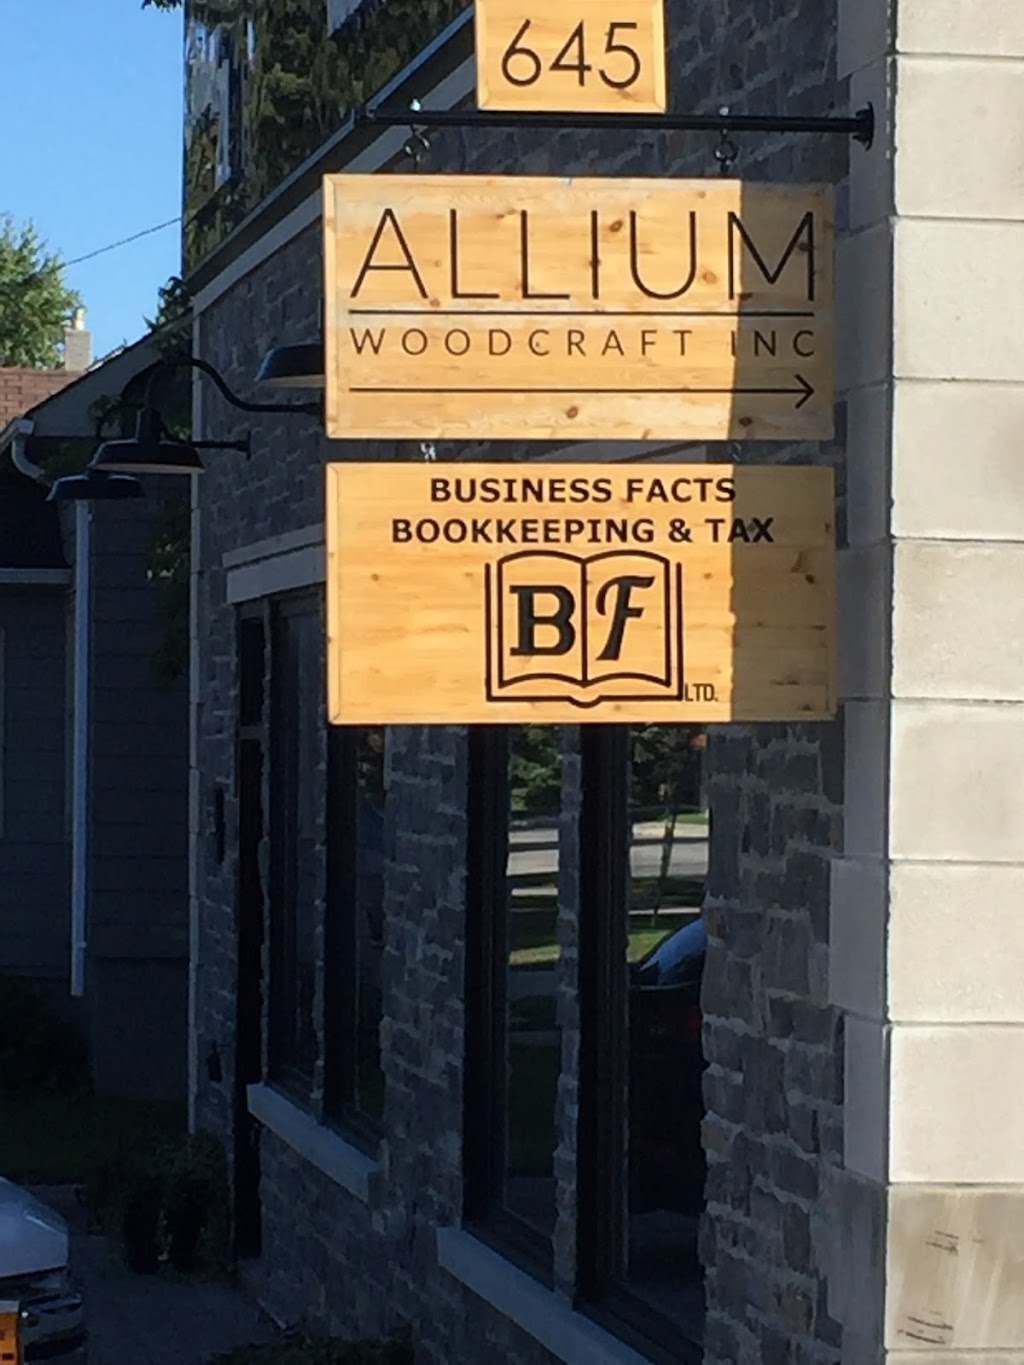 645
ALLIUM
WOODCRAFT INC
BUSINESS FACTS
BOOKKEEPING & TAX
BF
LTD.